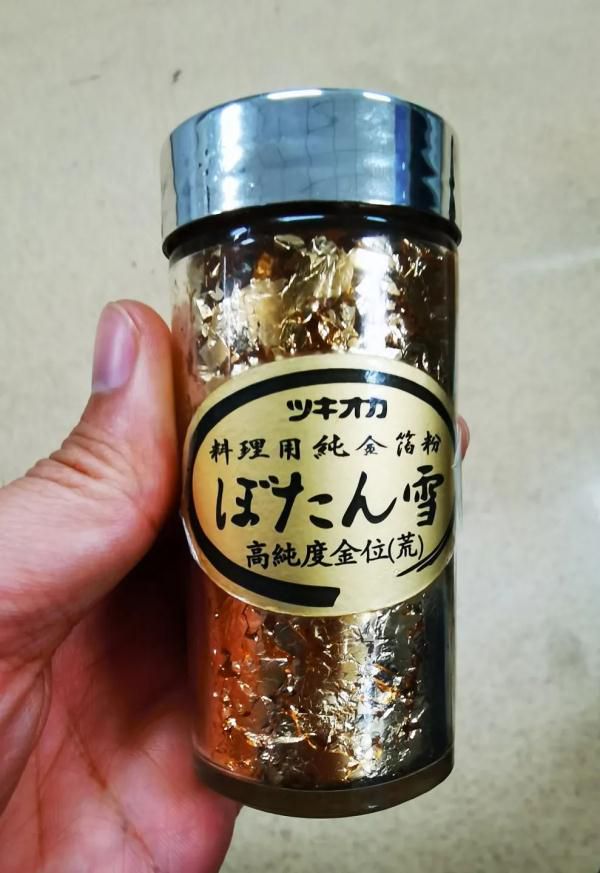 ツキオカ
料理用純金箔粉
ぼたん雪
高純度金位(荒)